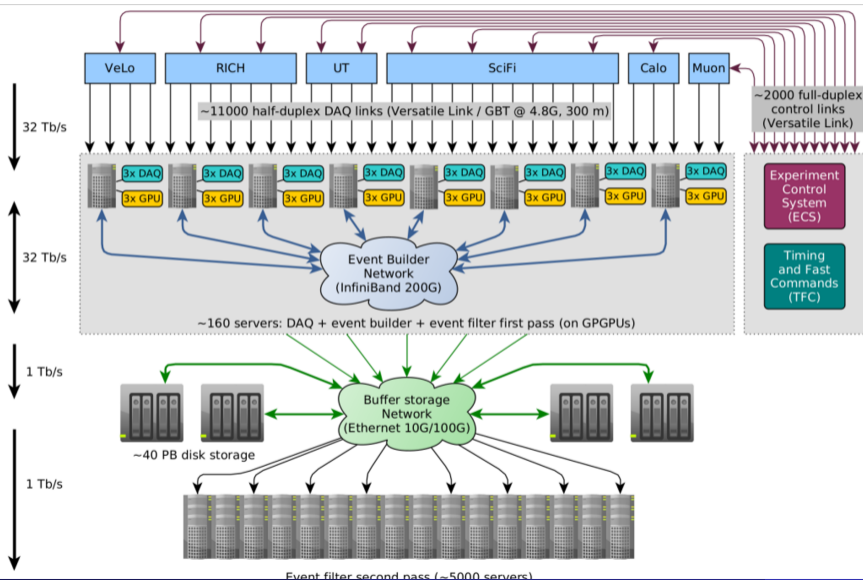 VeLo
RICH
UT
SciFi
Calo
Muon
~11000 half-duplex DAQ links (Versatile Link / GBT @ 4.8G, 300 m)
~2000 full-duplex
control links
(Versatile Link)
32 Tb/s
3x DAQ
3x GPU
3x DAQ
3x GPU
3x DAQ
3x GPU
3x DAQ
3x GPU
3x DAQ
3x GPU
3x DAQ
3x GPU
3x DAQ
3x GPU
3x DAQ
3x GPU
Experiment
Control
System
(ECS)
32 Tb/s
Event Builder
Network
(InfiniBand 200G)
Timing
and Fast
Commands
(TFC)
~160 servers: DAQ + event builder + event filter first pass (on GPGPUs)
1 Tb/s
Buffer storage
Network
(Ethernet 10G/100G)
~40 PB disk storage
1 Tb/s
Event filter second pass (~5000 servers)